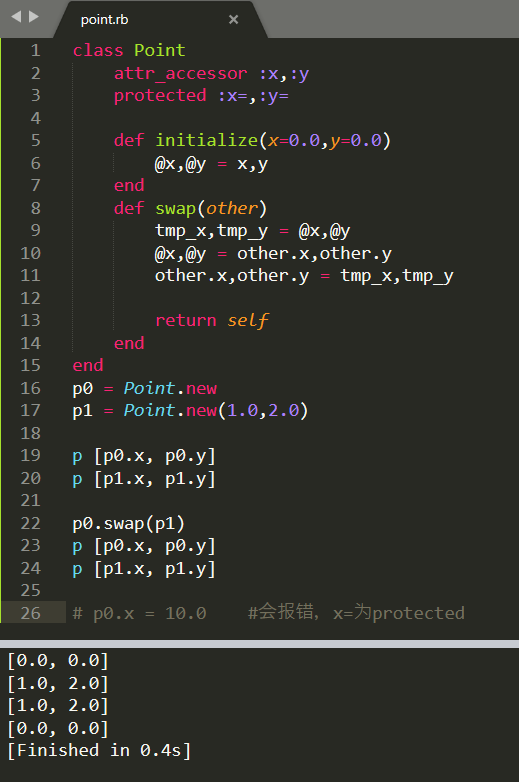 point.rb ×
1 class Point
2     attr_accessor :x,:y
3     protected :x=,:y=
4
5     def initialize(x=0.0,y=0.0)
6         @x,@y = x,y
7     end
8     def swap(other)
9         tmp_x,tmp_y = @x,@y
10         @x,@y = other.x,other.y
11         other.x,other.y = tmp_x,tmp_y
12
13         return self
14     end
15 end
16 p0 = Point.new
17 p1 = Point.new(1.0,2.0)
18
19 p [p0.x, p0.y]
20 p [p1.x, p1.y]
21
22 p0.swap(p1)
23 p [p0.x, p0.y]
24 p [p1.x, p1.y]
25
26 # p0.x = 10.0    #会报错，x=为protected
[0.0, 0.0]
[1.0, 2.0]
[1.0, 2.0]
[0.0, 0.0]
[Finished in 0.4s]